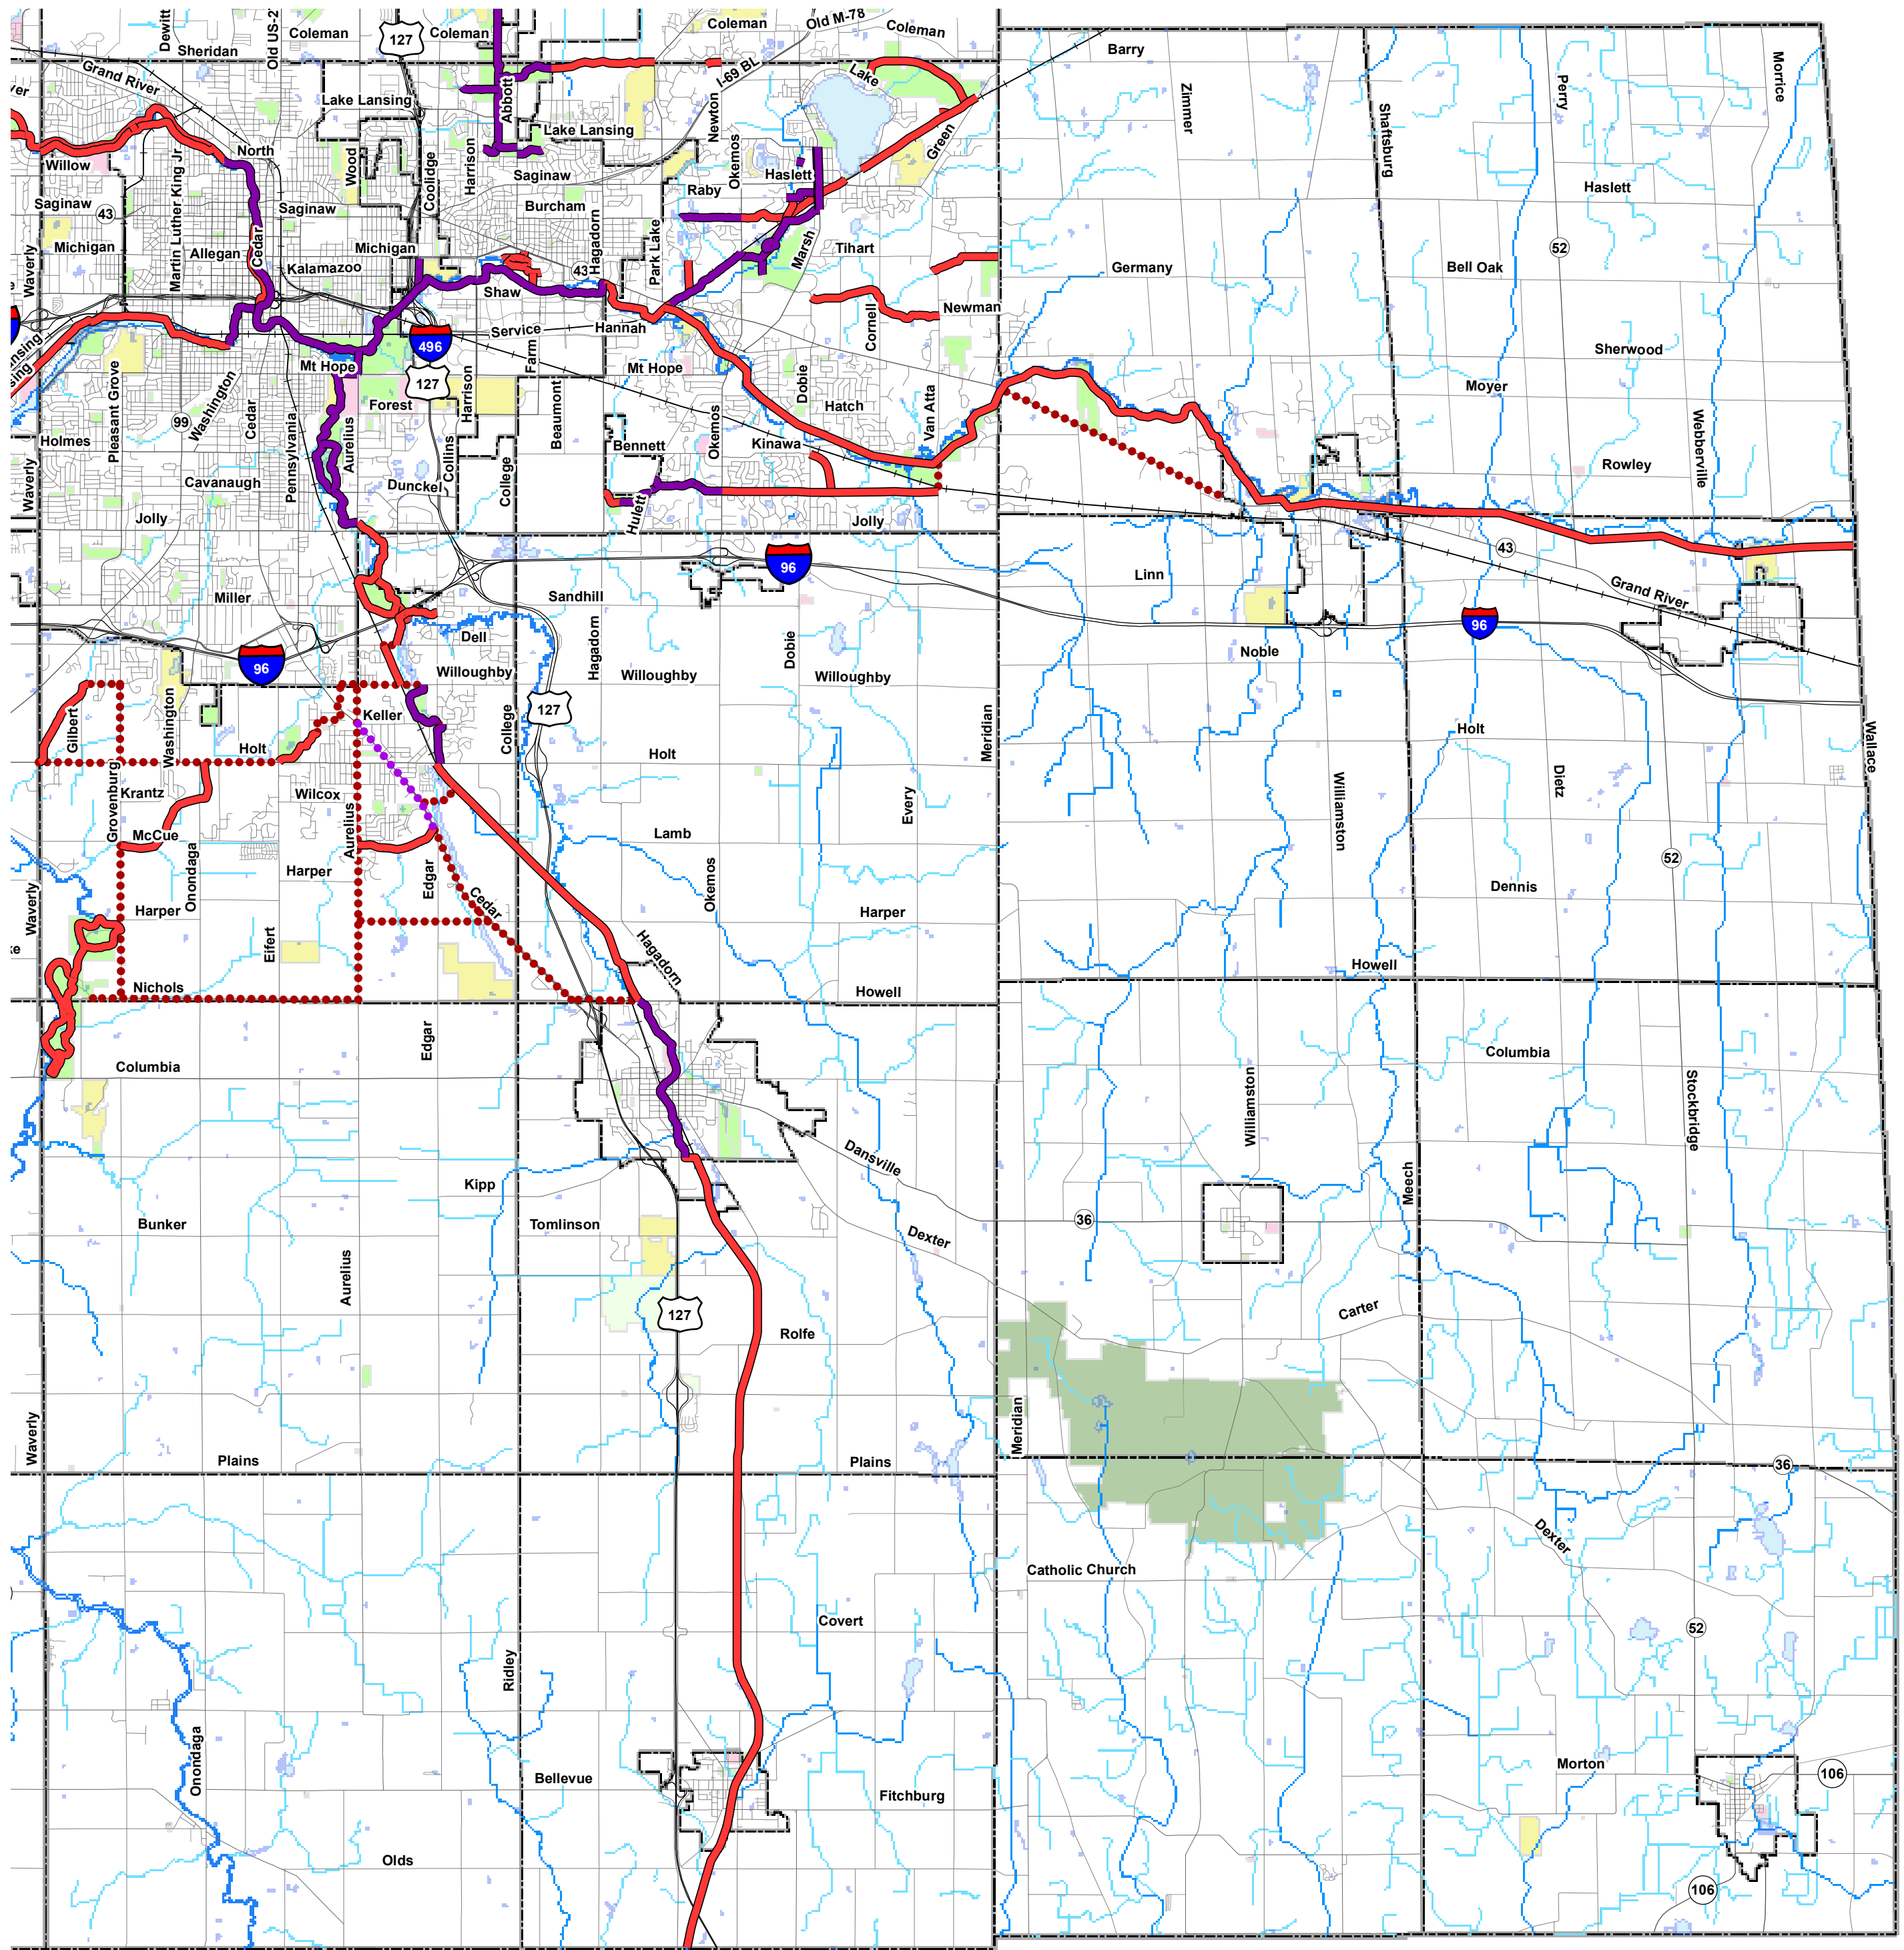 Dewitt
Sheridan
Old US-2
Coleman
127
Coleman
Coleman
Old M-78
Coleman
Barry
Grand River
ver
Lake Lansing
Abbott
I-69 BL
Lake
Zimmer
Shaftsburg
Perry
Morrice
Lake Lansing
Newton
Green
North
Willow
Martin Luther King Jr
Wood
Coolidge
Harrison
Saginaw
Okemos
Haslett
Haslett
Raby
Saginaw
43
Saginaw
Burcham
Michigan
Allegan
Cedar
Michigan
Hagadorn
Park Lake
Marsh
Tihart
52
Waverly
Kalamazoo
43
Germany
Bell Oak
Shaw
Cornell
Newman
Service
Hannah
496
lansing
sing
Mt Hope
127
Farm
Mt Hope
Dobie
Sherwood
Moyer
Pleasant Grove
Washington
Forest
Harrison
Beaumont
Hatch
Van Atta
99
Cedar
Pennsylvania
Aurelius
Collins
College
Okemos
Webberville
Holmes
Bennett
Kinawa
Waverly
Cavanaugh
Dunckel
Rowley
Hulett
Jolly
Jolly
43
96
Linn
Grand River
Miller
Sandhill
96
Dell
Hagadorn
Dobie
96
Willoughby
Willoughby
Willoughby
Noble
Gilbert
Washington
Keller
127
College
Meridian
Holt
Wallace
Holt
Holt
Grovenburg
Krantz
Wilcox
Every
Williamston
Dietz
McCue
Aurelius
Lamb
52
Onondaga
Harper
Edgar
Okemos
Dennis
Waverly
Harper
Cedar
Harper
Eifert
Hagadorn
ke
Howell
Nichols
Howell
Edgar
Columbia
Columbia
Williamston
Stockbridge
Dansville
Meech
Kipp
Bunker
Tomlinson
Dexter
36
Aurelius
127
Carter
Rolfe
Waverly
Meridian
Plains
Plains
36
Dexter
Catholic Church
Covert
52
Ridley
Onondaga
Bellevue
Fitchburg
Morton
106
Olds
106